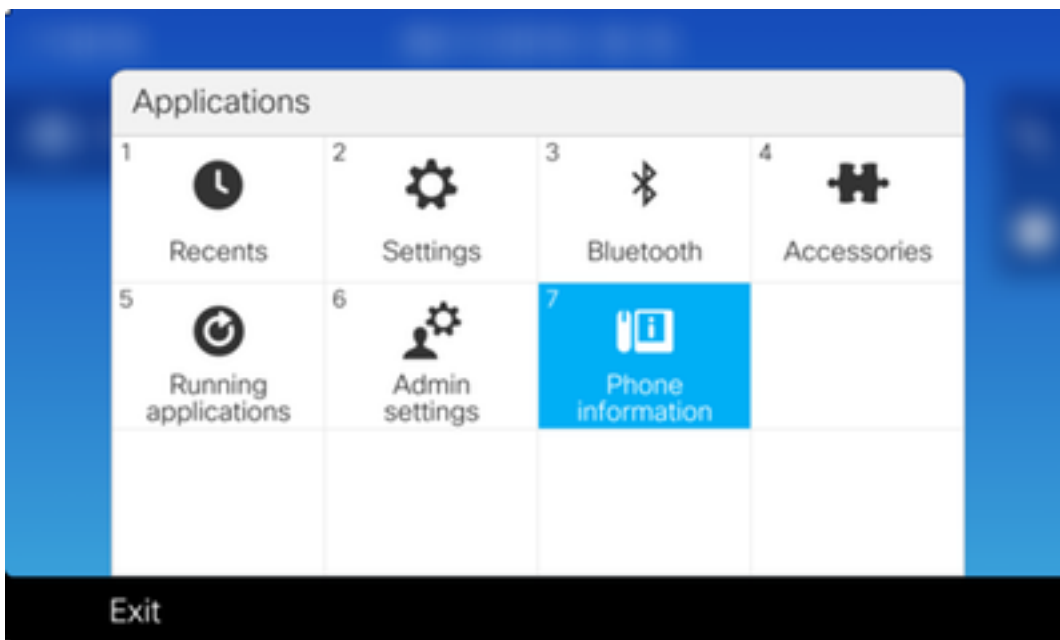 Applications
1
Recents
2
Settings
3
Bluetooth
4
Accessories
5
Running
applications
6
Admin
settings
7
Phone
information
Exit